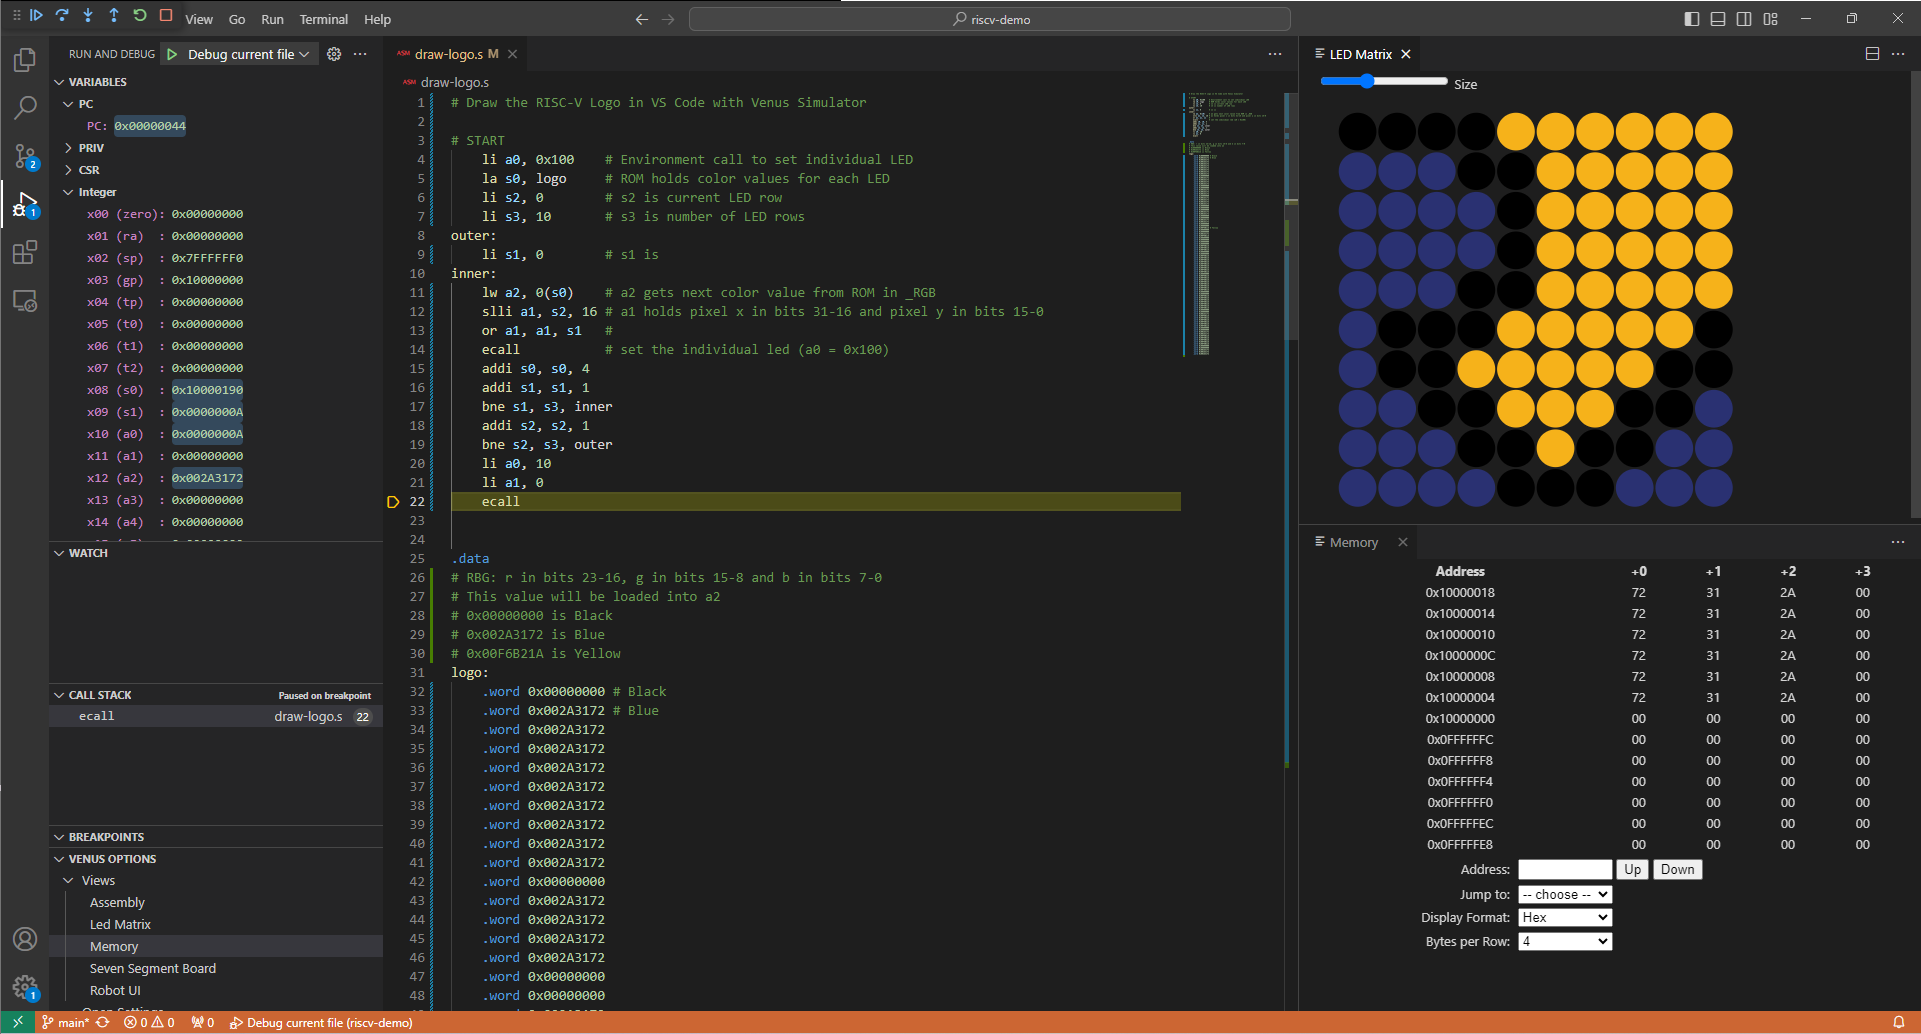 View Go Run Terminal Help
riscv-demo
RUN AND DEBUG Debug current file
VARIABLES
PC
PC: 0x00000044
PRIV
CSR
Integer
x00 (zero): 0x00000000
x01 (ra) : 0x00000000
x02 (sp) : 0x7FFFFFF0
x03 (gp) : 0x10000000
x04 (tp) : 0x00000000
x05 (t0) : 0x00000000
x06 (t1) : 0x00000000
x07 (t2) : 0x00000000
x08 (s0) : 0x10000190
x09 (s1) : 0x0000000A
x10 (a0) : 0x0000000A
x11 (a1) : 0x00000000
x12 (a2) : 0x002A3172
x13 (a3) : 0x00000000
x14 (a4) : 0x00000000
WATCH
CALL STACK Paused on breakpoint
ecall draw-logo.s 22
BREAKPOINTS
VENUS OPTIONS
Views
Assembly
Led Matrix
Memory
Seven Segment Board
Robot UI
Open Settings
2
1
1
ASM draw-logo.s M
ASM draw-logo.s
1 # Draw the RISC-V Logo in VS Code with Venus Simulator
2
3 # START
4 li a0, 0x100 # Environment call to set individual LED
5 la s0, logo # ROM holds color values for each LED
6 li s2, 0 # s2 is current LED row
7 li s3, 10 # s3 is number of LED rows
8 outer:
9 li s1, 0 # s1 is
10 inner:
11 lw a2, 0(s0) # a2 gets next color value from ROM in _RGB
12 slli a1, s2, 16 # a1 holds pixel x in bits 31-16 and pixel y in bits 15-0
13 or a1, a1, s1 #
14 ecall # set the individual led (a0 = 0x100)
15 addi s0, s0, 4
16 addi s1, s1, 1
17 bne s1, s3, inner
18 addi s2, s2, 1
19 bne s2, s3, outer
20 li a0, 10
21 li a1, 0
22 ecall
23
24
25 .data
26 # RBG: r in bits 23-16, g in bits 15-8 and b in bits 7-0
27 # This value will be loaded into a2
28 # 0x00000000 is Black
29 # 0x002A3172 is Blue
30 # 0x00F6B21A is Yellow
31 logo:
32 .word 0x00000000 # Black
33 .word 0x002A3172 # Blue
34 .word 0x002A3172
35 .word 0x002A3172
36 .word 0x002A3172
37 .word 0x002A3172
38 .word 0x002A3172
39 .word 0x002A3172
40 .word 0x002A3172
41 .word 0x002A3172
42 .word 0x00000000
43 .word 0x002A3172
44 .word 0x002A3172
45 .word 0x002A3172
46 .word 0x002A3172
47 .word 0x00000000
48 .word 0x00000000
LED Matrix
Size
Memory
Address +0 +1 +2 +3
0x10000018 72 31 2A 00
0x10000014 72 31 2A 00
0x10000010 72 31 2A 00
0x1000000C 72 31 2A 00
0x10000008 72 31 2A 00
0x10000004 72 31 2A 00
0x10000000 00 00 00 00
0x0FFFFFFC 00 00 00 00
0x0FFFFFF8 00 00 00 00
0x0FFFFFF4 00 00 00 00
0x0FFFFFF0 00 00 00 00
0x0FFFFFEC 00 00 00 00
0x0FFFFFE8 00 00 00 00
Address: Up Down
Jump to: -- choose --
Display Format: Hex
Bytes per Row: 4
main* 0 0 0 Debug current file (riscv-demo)